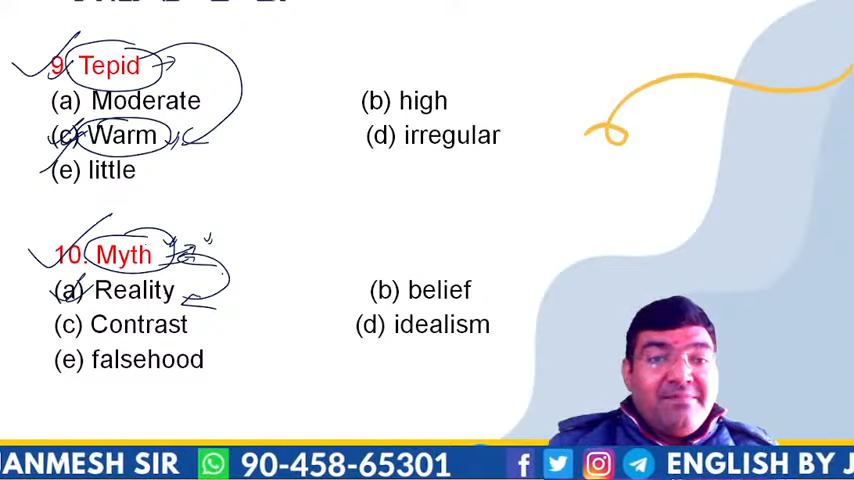 9. Tepid
(a) Moderate (b) high
(c) Warm (d) irregular
(e) little
10. Myth
(a) Reality (b) belief
(c) Contrast (d) idealism
(e) falsehood
JANMESH SIR 90-458-65301 ENGLISH BY J